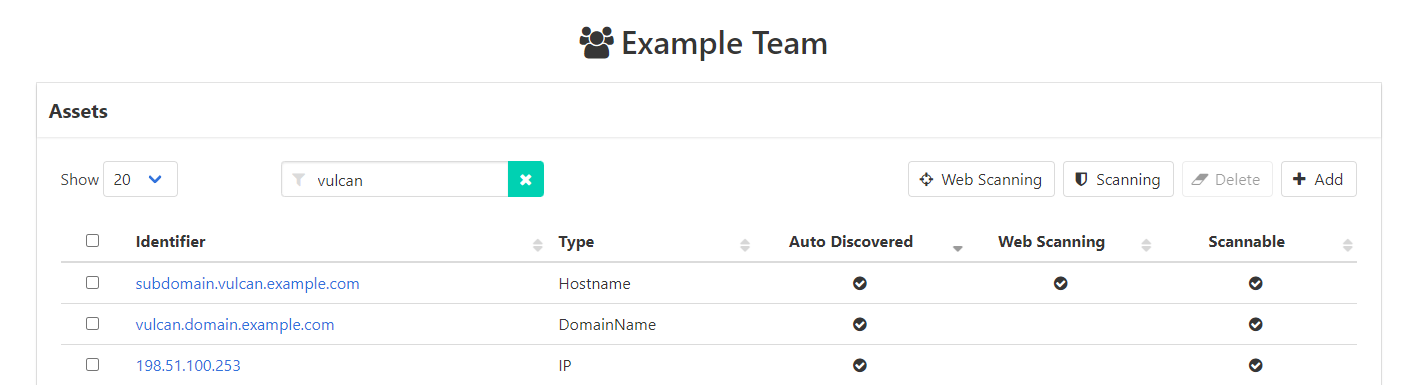 Example Team
Assets
Show 20 vulcan Web Scanning Scanning Delete Add
Identifier Type Auto Discovered Web Scanning Scannable
subdomain.vulcan.example.com Hostname
vulcan.domain.example.com DomainName
198.51.100.253 IP